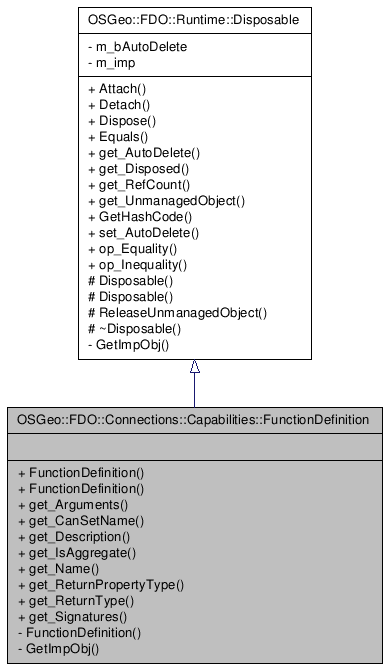 OSGeo::FDO::Runtime::Disposable
- m_bAutoDelete
- m_imp
+ Attach()
+ Detach()
+ Dispose()
+ Equals()
+ get_AutoDelete()
+ get_Disposed()
+ get_RefCount()
+ get_UnmanagedObject()
+ GetHashCode()
+ set_AutoDelete()
+ op_Equality()
+ op_Inequality()
# Disposable()
# Disposable()
# ReleaseUnmanagedObject()
# ~Disposable()
- GetImpObj()
OSGeo::FDO::Connections::Capabilities::FunctionDefinition
+ FunctionDefinition()
+ FunctionDefinition()
+ get_Arguments()
+ get_CanSetName()
+ get_Description()
+ get_IsAggregate()
+ get_Name()
+ get_ReturnPropertyType()
+ get_ReturnType()
+ get_Signatures()
- FunctionDefinition()
- GetImpObj()